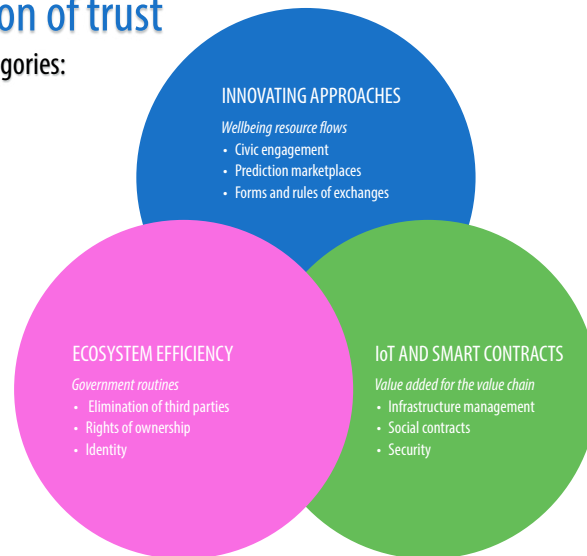 on of trust
gories:
INNOVATING APPROACHES
Wellbeing resource flows
• Civic engagement
• Prediction marketplaces
• Forms and rules of exchanges
ECOSYSTEM EFFICIENCY
Government routines
• Elimination of third parties
• Rights of ownership
• Identity
IoT AND SMART CONTRACTS
Value added for the value chain
• Infrastructure management
• Social contracts
• Security